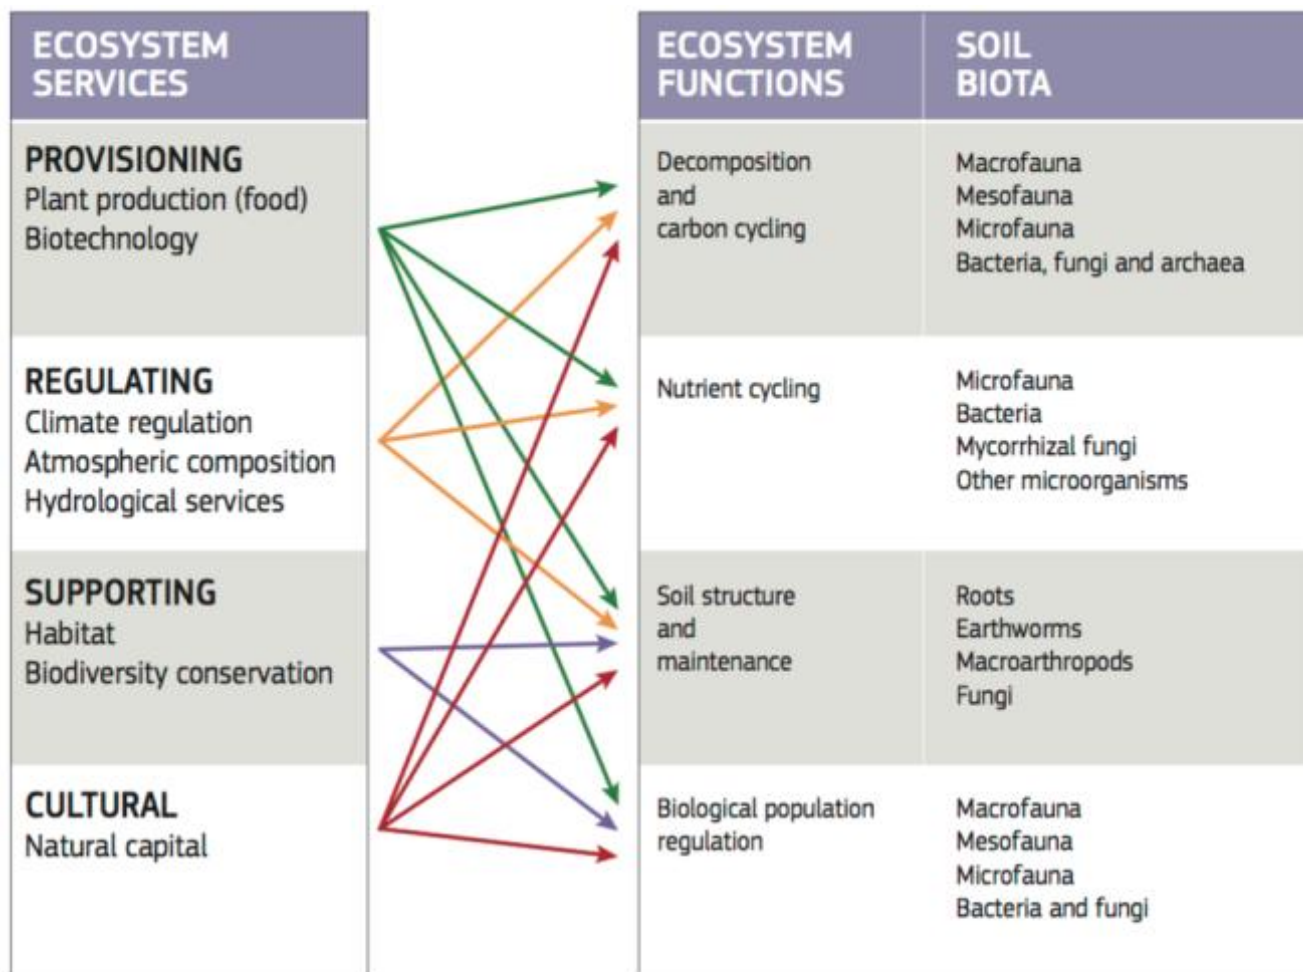 ECOSYSTEM
SERVICES
PROVISIONING
Plant production (food)
Biotechnology
REGULATING
Climate regulation
Atmospheric composition
Hydrological services
SUPPORTING
Habitat
Biodiversity conservation
CULTURAL
Natural capital
ECOSYSTEM
FUNCTIONS
SOIL
BIOTA
Decomposition
and
carbon cycling
Macrofauna
Mesofauna
Microfauna
Bacteria, fungi and archaea
Nutrient cycling
Microfauna
Bacteria
Mycorrhizal fungi
Other microorganisms
Soil structure
and
maintenance
Roots
Earthworms
Macroarthropods
Fungi
Biological population
regulation
Macrofauna
Mesofauna
Microfauna
Bacteria and fungi